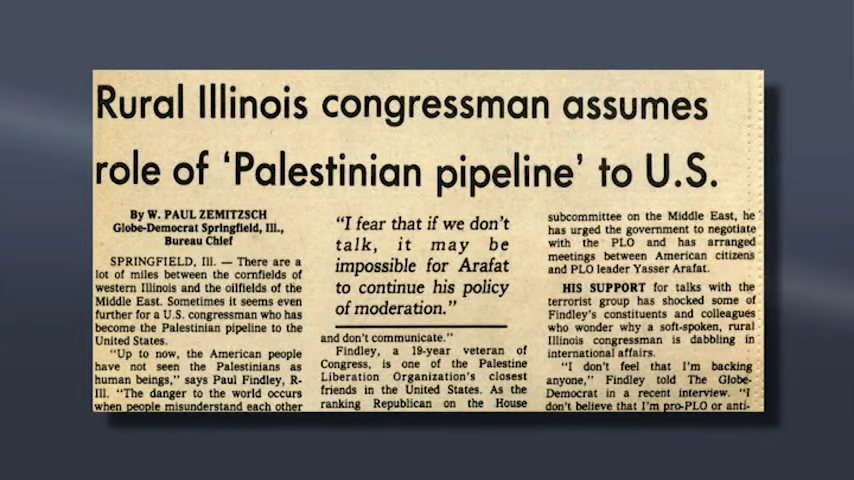 Rural Illinois congressman assumes
role of ‘Palestinian pipeline’ to U.S.
By W. PAUL ZEMITZSCH
Globe-Democrat Springfield, Ill.,
Bureau Chief
SPRINGFIELD, Ill. — There are a
lot of miles between the cornfields of
western Illinois and the oilfields of the
Middle East. Sometimes it seems even
further for a U.S. congressman who has
become the Palestinian pipeline to the
United States.
“Up to now, the American people
have not seen the Palestinians as
human beings,” says Paul Findley, R-
Ill. “The danger to the world occurs
when people misunderstand each other
“I fear that if we don’t
talk, it may be
impossible for Arafat
to continue his policy
of moderation.”
and don’t communicate.”
Findley, a 19-year veteran of
Congress, is one of the Palestine
Liberation Organization’s closest
friends in the United States. As the
ranking Republican on the House
subcommittee on the Middle East, he
has urged the government to negotiate
with the PLO and has arranged
meetings between American citizens
and PLO leader Yasser Arafat.
HIS SUPPORT for talks with the
terrorist group has shocked some of
Findley’s constituents and colleagues
who wonder why a soft-spoken, rural
Illinois congressman is dabbling in
international affairs.
“I don’t feel that I’m backing
anyone,” Findley told The Globe-
Democrat in a recent interview. “I
don’t believe that I’m pro-PLO or anti-